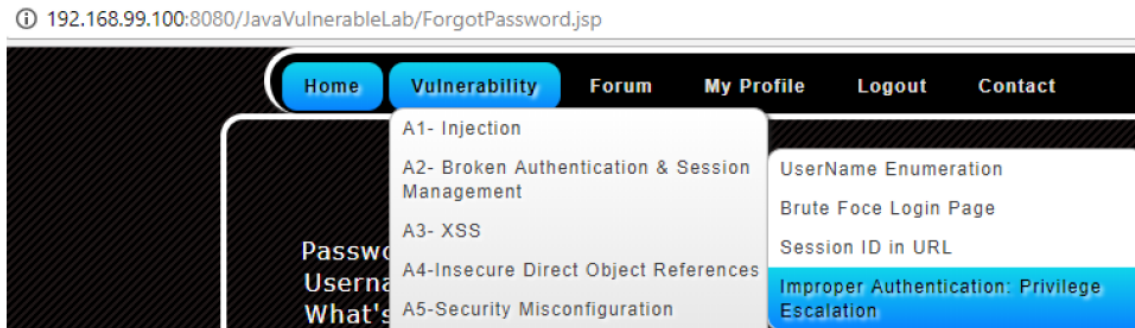 192.168.99.100:8080/JavaVulnerableLab/ForgotPassword.jsp
Home Vulnerability Forum My Profile Logout Contact
A1- Injection
A2- Broken Authentication & Session
Management
A3- XSS
A4-Insecure Direct Object References
A5-Security Misconfiguration
UserName Enumeration
Brute Foce Login Page
Session ID in URL
Improper Authentication: Privilege
Escalation
What's